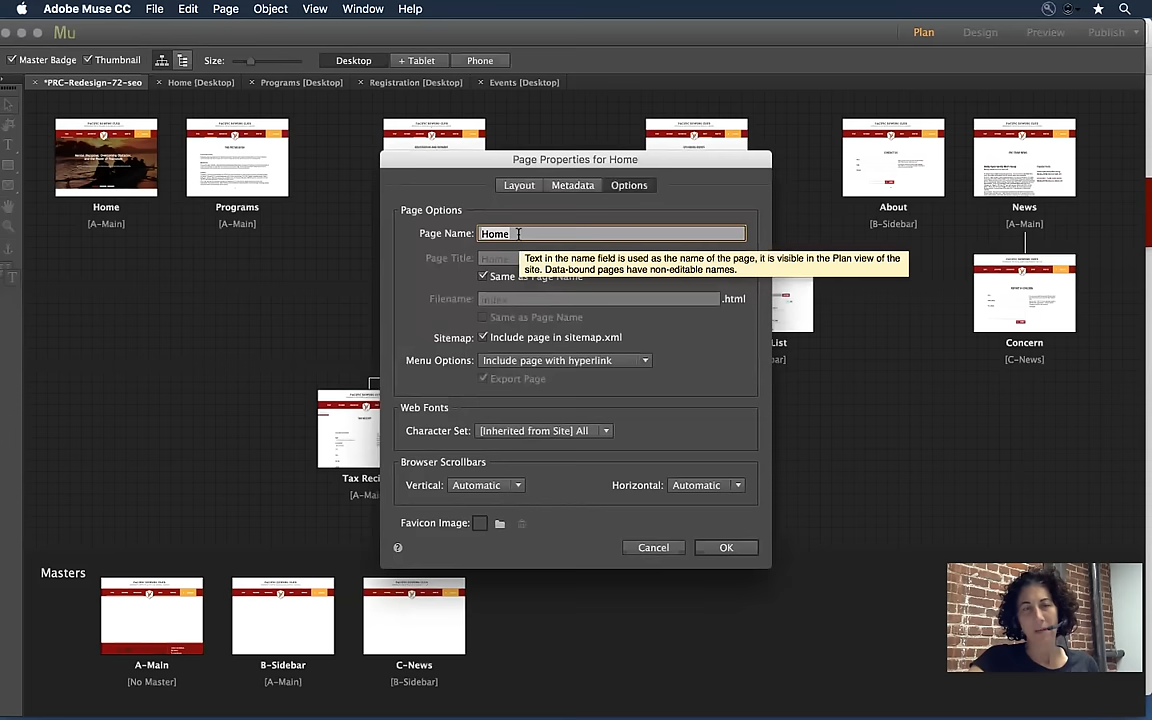 Adobe Muse CC File Edit Page Object View Window Help
Mu Plan Design Preview Publish
Master Badge Thumbnail Size: Desktop + Tablet Phone
*PRC-Redesign-72-seo Home [Desktop] Programs [Desktop] Registration [Desktop] Events [Desktop]
Page Properties for Home
Layout Metadata Options
Page Options
Page Name: Home
Page Title: Home
Text in the name field is used as the name of the page, it is visible in the Plan view of the
site. Data-bound pages have non-editable names.
Same as Page Name
Filename: index .html
Same as Page Name
Sitemap: Include page in sitemap.xml
Menu Options: Include page with hyperlink
Export Page
Web Fonts
Character Set: [Inherited from Site] All
Browser Scrollbars
Vertical: Automatic Horizontal: Automatic
Favicon Image:
Cancel OK
Home Programs About News
[A-Main] [A-Main] [B-Sidebar] [A-Main]
List Concern
bar] [C-News]
Tax Reci
[A-Mai
Masters
A-Main B-Sidebar C-News
[No Master] [A-Main] [B-Sidebar]